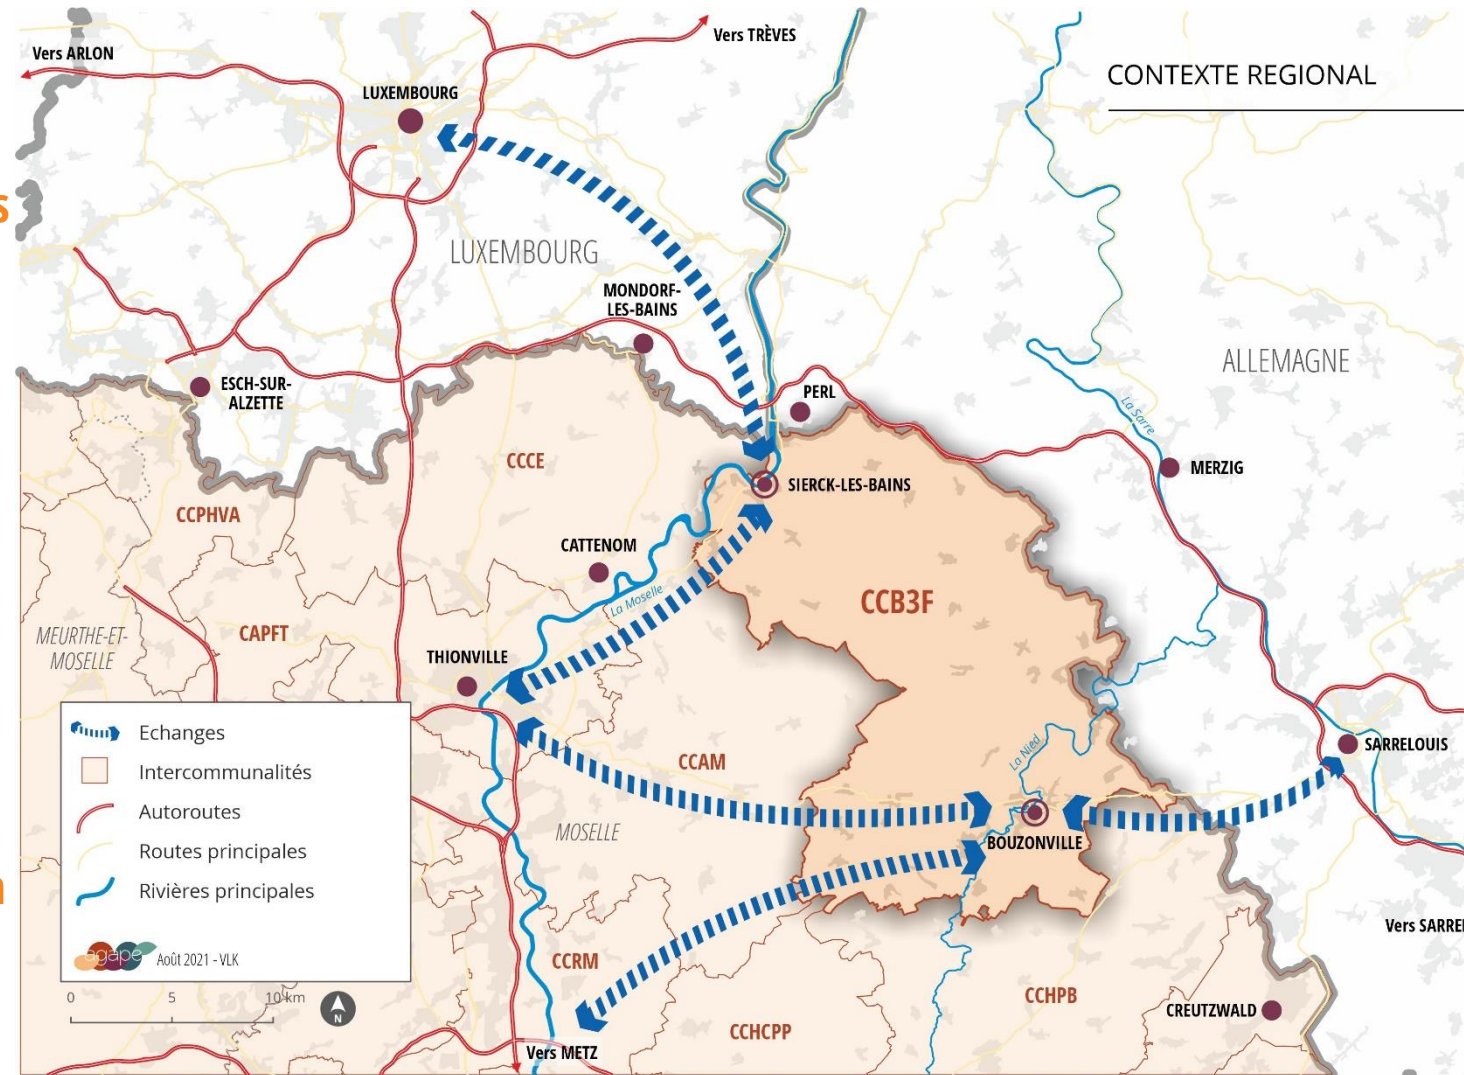 Vers ARLON
Vers TRÈVES
CONTEXTE REGIONAL
LUXEMBOURG
s
LUXEMBOURG
MONDORF-
LES-BAINS
ALLEMAGNE
ESCH-SUR-
ALZETTE
PERL
La Sarre
CCCE
MERZIG
SIERCK-LES-BAINS
CCPHVA
CATTENOM
La Moselle
CCB3F
MEURTHE-ET-
MOSELLE
CAPFT
THIONVILLE
Echanges
Intercommunalités
Autoroutes
Routes principales
Rivières principales
agape
Août 2021 - VLK
0 5 10 km
N
CCAM
La Nied
SARRELOUIS
MOSELLE
BOUZONVILLE
n
Vers SARRE
CCRM
CCHPB
CREUTZWALD
CCHCPP
Vers METZ